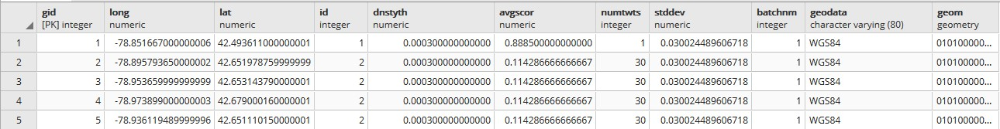 gid long lat id dnstyth avgscor numtwts stddev batchnm geodata geom
[PK] integer numeric numeric integer numeric numeric integer numeric integer character varying (80) geometry
1 1 -78.851667000000006 42.493611000000001 1 0.000300000000000 0.888500000000000 1 0.030024489606718 1 WGS84 010100000...
2 2 -78.895793650000002 42.651978759999999 2 0.000300000000000 0.114286666666667 30 0.030024489606718 1 WGS84 010100000...
3 3 -78.953659999999999 42.653143790000001 2 0.000300000000000 0.114286666666667 30 0.030024489606718 1 WGS84 010100000...
4 4 -78.973899000000003 42.679000160000001 2 0.000300000000000 0.114286666666667 30 0.030024489606718 1 WGS84 010100000...
5 5 -78.936119489999996 42.651110150000001 2 0.000300000000000 0.114286666666667 30 0.030024489606718 1 WGS84 010100000...